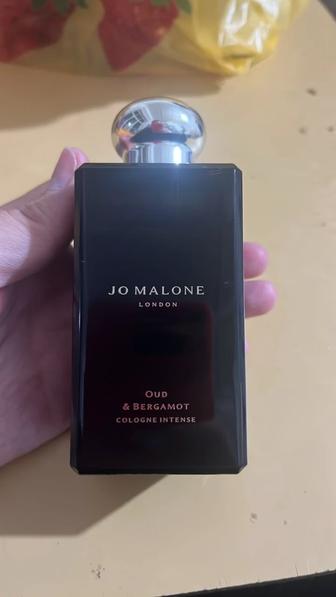 JO MALONE
LONDON
OUD
& BERGAMOT
COLOGNE INTENSE